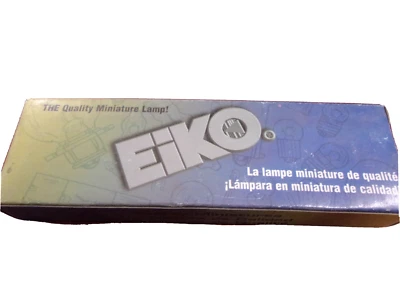 THE Quality Miniature Lamp!
EiKO
La lampe miniature de qualité
¡Lámpara en miniatura de calidad